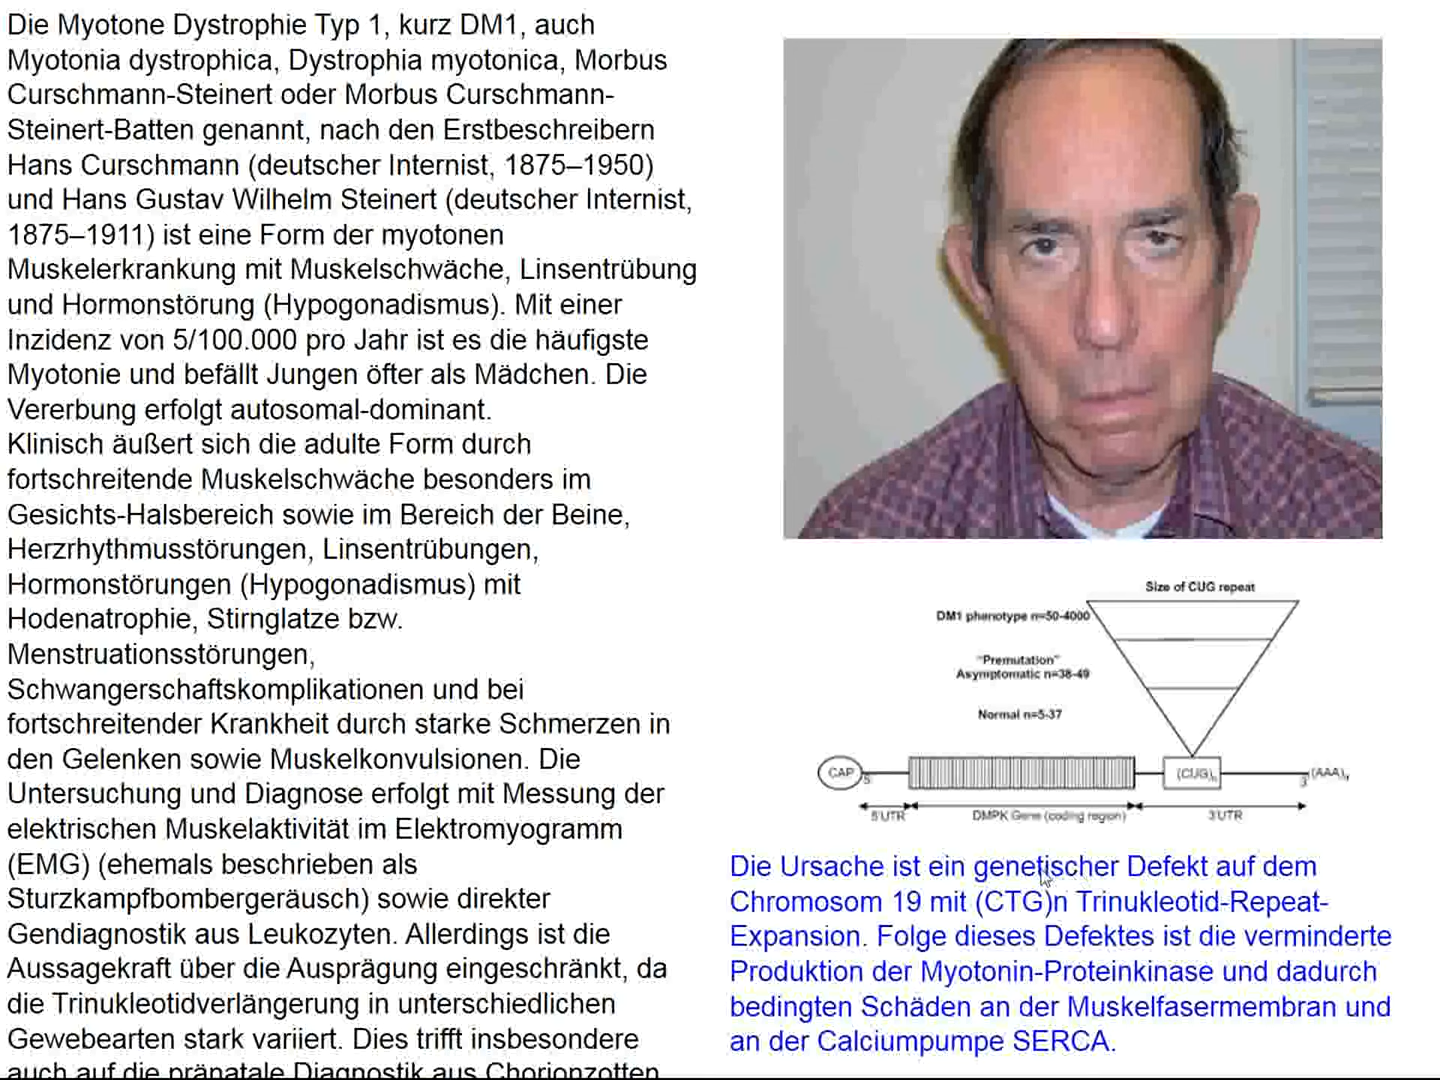 Die Myotone Dystrophie Typ 1, kurz DM1, auch
Myotonia dystrophica, Dystrophia myotonica, Morbus
Curschmann-Steinert oder Morbus Curschmann-
Steinert-Batten genannt, nach den Erstbeschreibern
Hans Curschmann (deutscher Internist, 1875–1950)
und Hans Gustav Wilhelm Steinert (deutscher Internist,
1875–1911) ist eine Form der myotonen
Muskelerkrankung mit Muskelschwäche, Linsentrübung
und Hormonstörung (Hypogonadismus). Mit einer
Inzidenz von 5/100.000 pro Jahr ist es die häufigste
Myotonie und befällt Jungen öfter als Mädchen. Die
Vererbung erfolgt autosomal-dominant.
Klinisch äußert sich die adulte Form durch
fortschreitende Muskelschwäche besonders im
Gesichts-Halsbereich sowie im Bereich der Beine,
Herzrhythmusstörungen, Linsentrübungen,
Hormonstörungen (Hypogonadismus) mit
Hodenatrophie, Stirnglatze bzw.
Menstruationsstörungen,
Schwangerschaftskomplikationen und bei
fortschreitender Krankheit durch starke Schmerzen in
den Gelenken sowie Muskelkonvulsionen. Die
Untersuchung und Diagnose erfolgt mit Messung der
elektrischen Muskelaktivität im Elektromyogramm
(EMG) (ehemals beschrieben als
Sturzkampfbombergeräusch) sowie direkter
Gendiagnostik aus Leukozyten. Allerdings ist die
Aussagekraft über die Ausprägung eingeschränkt, da
die Trinukleotidverlängerung in unterschiedlichen
Gewebearten stark variiert. Dies trifft insbesondere
auch auf die pränatale Diagnostik aus Chorionzotten
Size of CUG repeat
DM1 phenotype n=50-4000
"Premutation"
Asymptomatic n=38-49
Normal n=5-37
CAP 5' (CUG)n 3' (AAA)n
5'UTR DMPK Gene (coding region) 3'UTR
Die Ursache ist ein genetischer Defekt auf dem
Chromosom 19 mit (CTG)n Trinukleotid-Repeat-
Expansion. Folge dieses Defektes ist die verminderte
Produktion der Myotonin-Proteinkinase und dadurch
bedingten Schäden an der Muskelfasermembran und
an der Calciumpumpe SERCA.